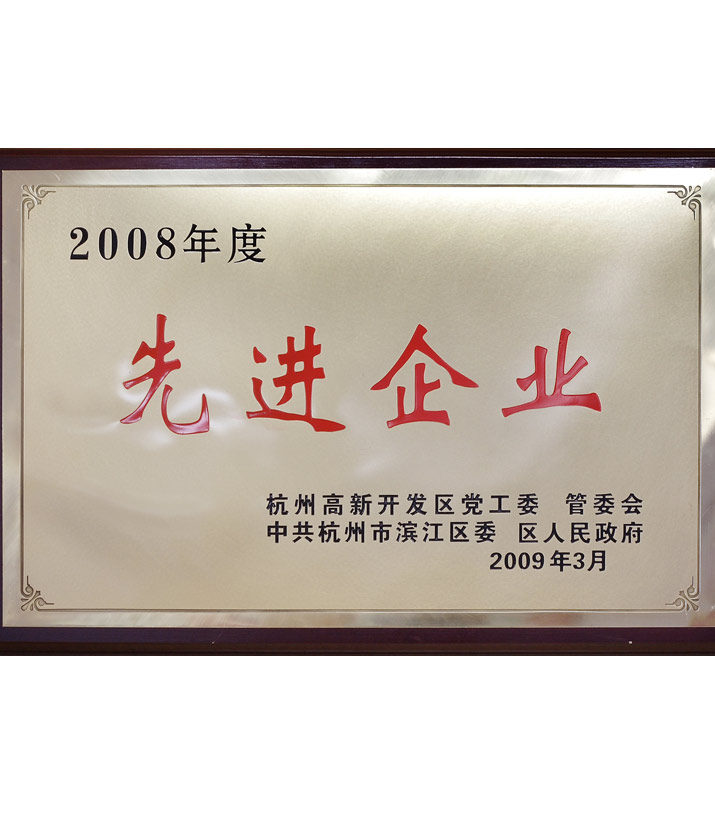 2008年度
先进企业
杭州高新开发区党工委 管委会
中共杭州市滨江区委 区人民政府
2009年3月